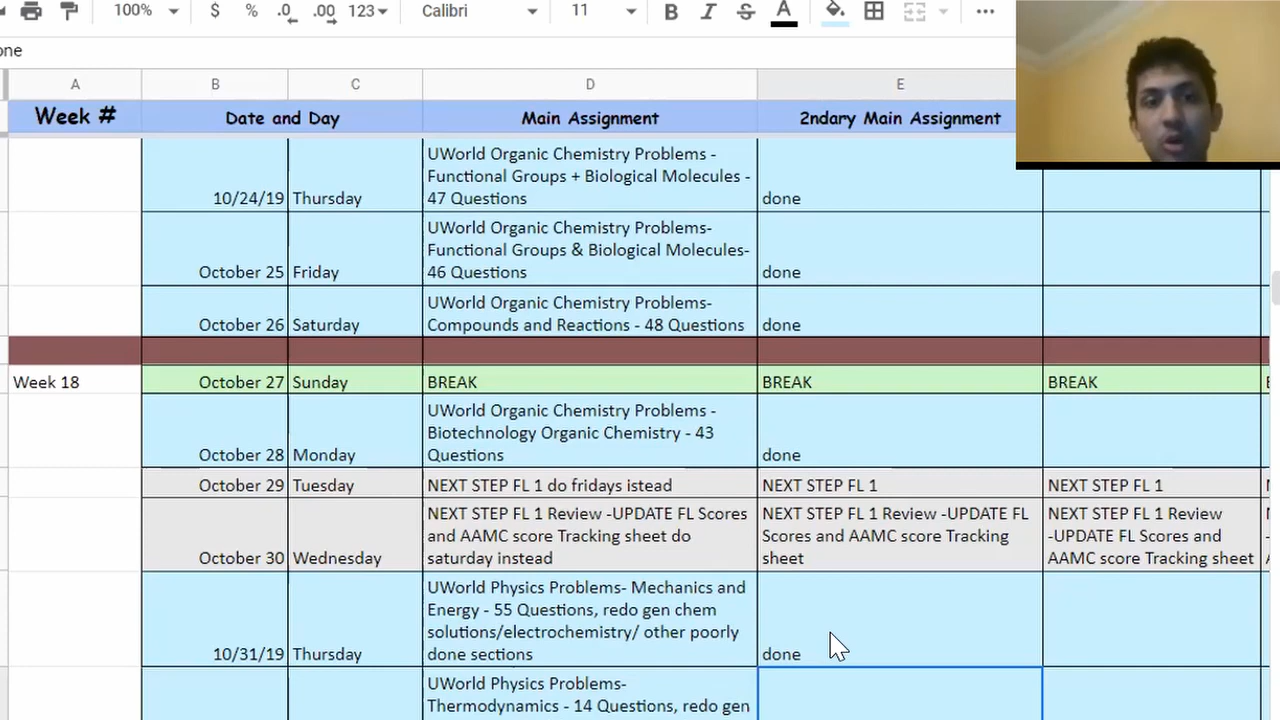 100% $ % .0 .00 123 Calibri 11 B I S A
one
A B C D E
Week # Date and Day Main Assignment 2ndary Main Assignment
UWorld Organic Chemistry Problems -
Functional Groups + Biological Molecules -
10/24/19 Thursday 47 Questions done
UWorld Organic Chemistry Problems-
Functional Groups & Biological Molecules-
October 25 Friday 46 Questions done
UWorld Organic Chemistry Problems-
October 26 Saturday Compounds and Reactions - 48 Questions done
Week 18 October 27 Sunday BREAK BREAK BREAK
UWorld Organic Chemistry Problems -
Biotechnology Organic Chemistry - 43
October 28 Monday Questions done
October 29 Tuesday NEXT STEP FL 1 do fridays istead NEXT STEP FL 1 NEXT STEP FL 1
NEXT STEP FL 1 Review -UPDATE FL Scores NEXT STEP FL 1 Review -UPDATE FL NEXT STEP FL 1 Review
and AAMC score Tracking sheet do Scores and AAMC score Tracking -UPDATE FL Scores and
October 30 Wednesday saturday instead sheet AAMC score Tracking sheet
UWorld Physics Problems- Mechanics and
Energy - 55 Questions, redo gen chem
solutions/electrochemistry/ other poorly
10/31/19 Thursday done sections done
UWorld Physics Problems-
Thermodynamics - 14 Questions, redo gen